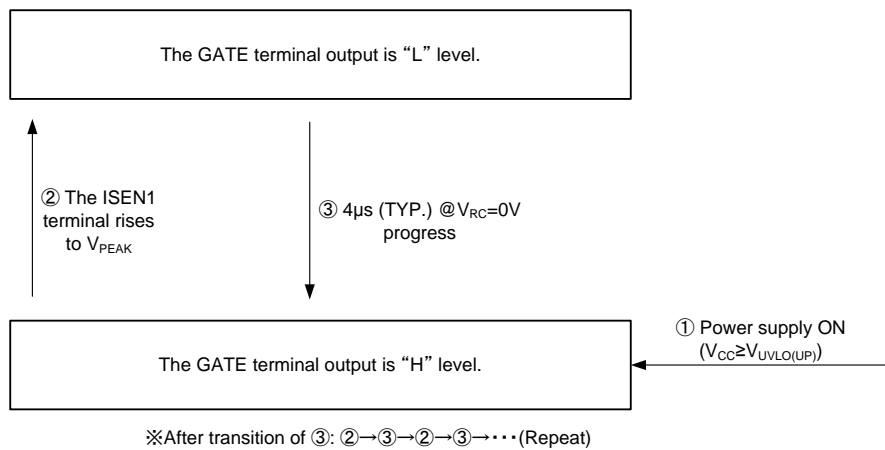 The GATE terminal output is “L” level.
② The ISEN1
terminal rises
to VPEAK
③ 4μs (TYP.) @VRC=0V
progress
① Power supply ON
(VCC≥VUVLO(UP))
The GATE terminal output is “H” level.
※After transition of ③: ②→③→②→③→･･･(Repeat)